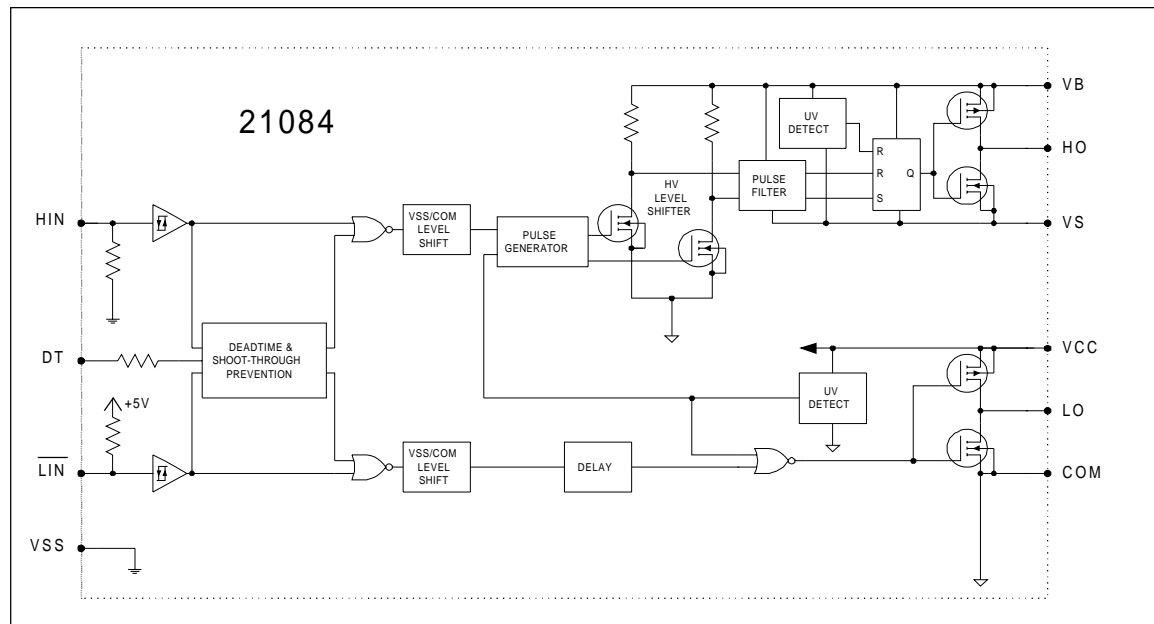 21084
VB
UV
DETECT
HO
R
R
Q
S
PULSE
FILTER
HV
LEVEL
SHIFTER
VS
HIN
VSS/COM
LEVEL
SHIFT
PULSE
GENERATOR
DEADTIME &
SHOOT-THROUGH
PREVENTION
DT
VCC
UV
DETECT
+5V
LO
LIN
VSS/COM
LEVEL
SHIFT
DELAY
COM
VSS